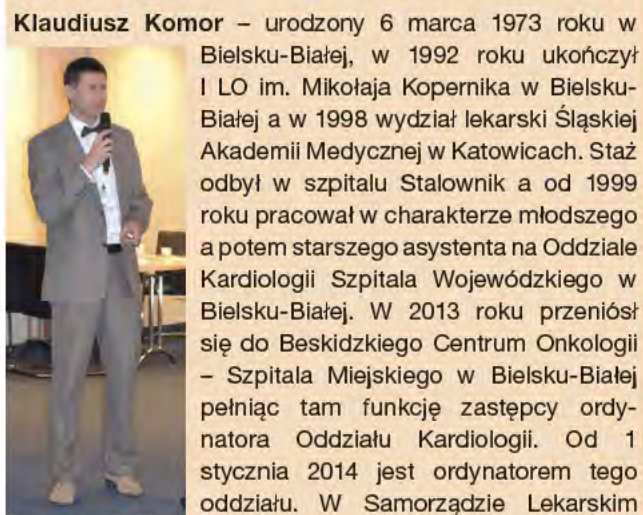 Klaudiusz Komor – urodzony 6 marca 1973 roku w
Bielsku-Białej, w 1992 roku ukończył
I LO im. Mikołaja Kopernika w Bielsku-
Białej a w 1998 wydział lekarski Śląskiej
Akademii Medycznej w Katowicach. Staż
odbył w szpitalu Stalownik a od 1999
roku pracował w charakterze młodszego
a potem starszego asystenta na Oddziale
Kardiologii Szpitala Wojewódzkiego w
Bielsku-Białej. W 2013 roku przeniósł
się do Beskidzkiego Centrum Onkologii
– Szpitala Miejskiego w Bielsku-Białej
pełniąc tam funkcję zastępcy ordy-
natora Oddziału Kardiologii. Od 1
stycznia 2014 jest ordynatorem tego
oddziału. W Samorządzie Lekarskim